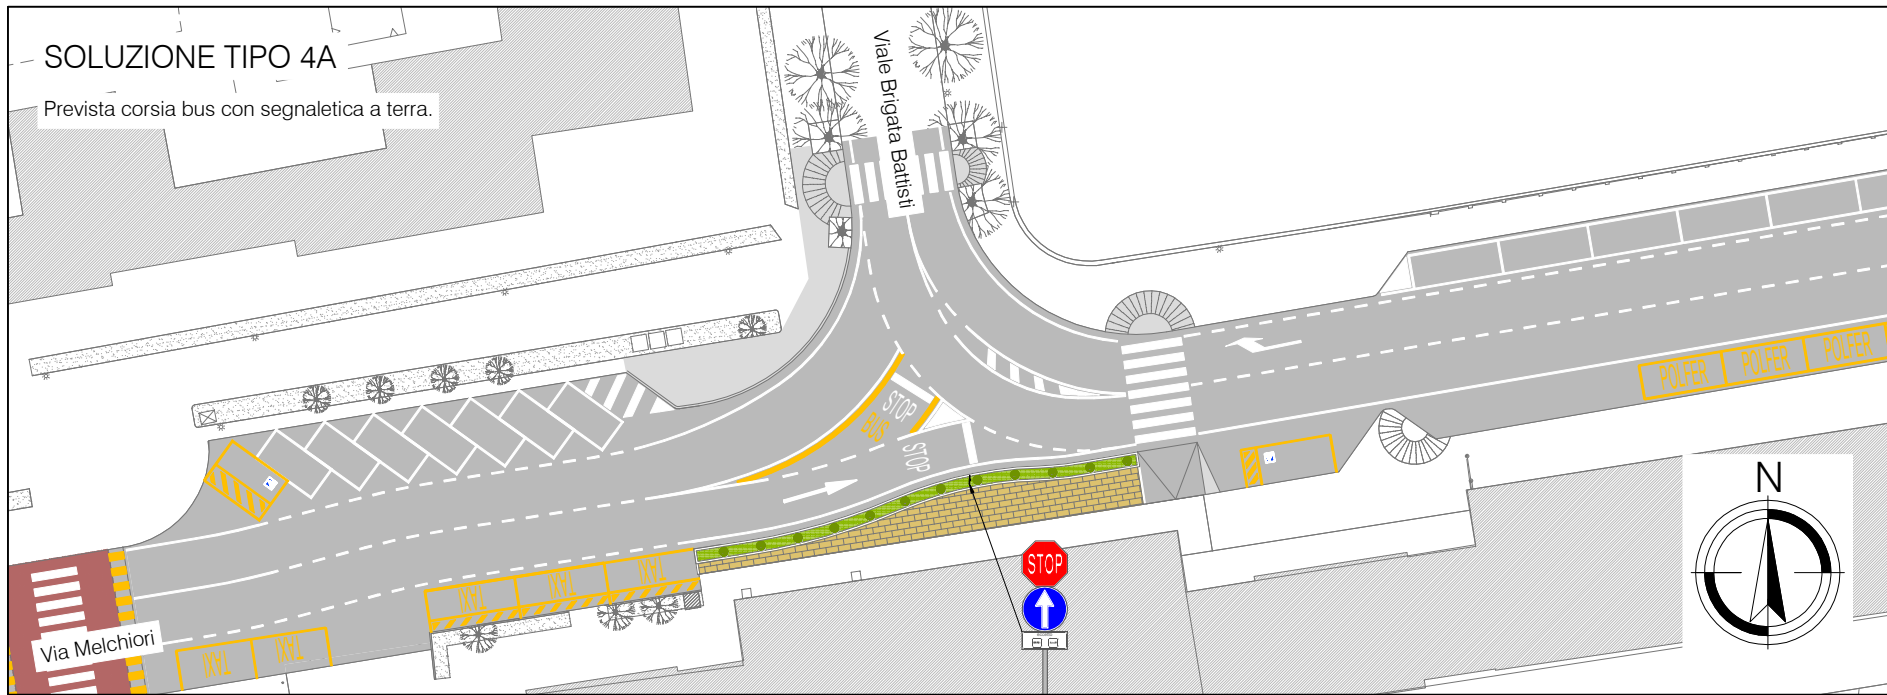 SOLUZIONE TIPO 4A
Prevista corsia bus con segnaletica a terra.
Viale Brigata Battisti
N
STOP
BUS
STOP
POLFER
POLFER
POLFER
TAXI
TAXI
TAXI
TAXI
TAXI
Via Melchiori
STOP